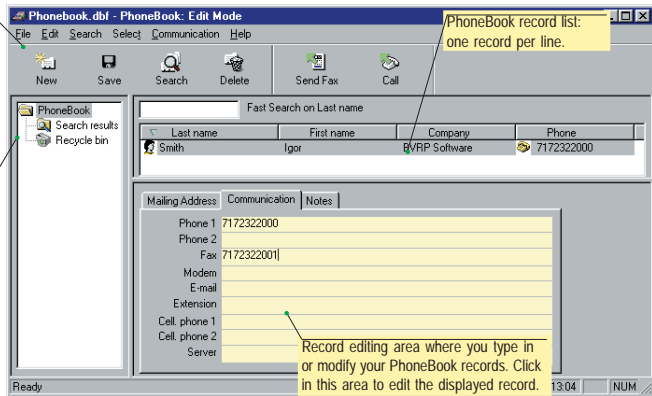 Phonebook.dbf - PhoneBook: Edit Mode
PhoneBook record list:
one record per line.
File Edit Search Select Communication Help
New Save Search Delete Send Fax Call
PhoneBook
Search results
Recycle bin
Fast Search on Last name
Last name First name Company Phone
Smith Igor BVRP Software 7172322000
Mailing Address Communication Notes
Phone 1 7172322000
Phone 2
Fax 7172322001
Modem
E-mail
Extension
Cell. phone 1
Cell. phone 2
Server
Record editing area where you type in
or modify your PhoneBook records. Click
in this area to edit the displayed record.
Ready 13:04 NUM